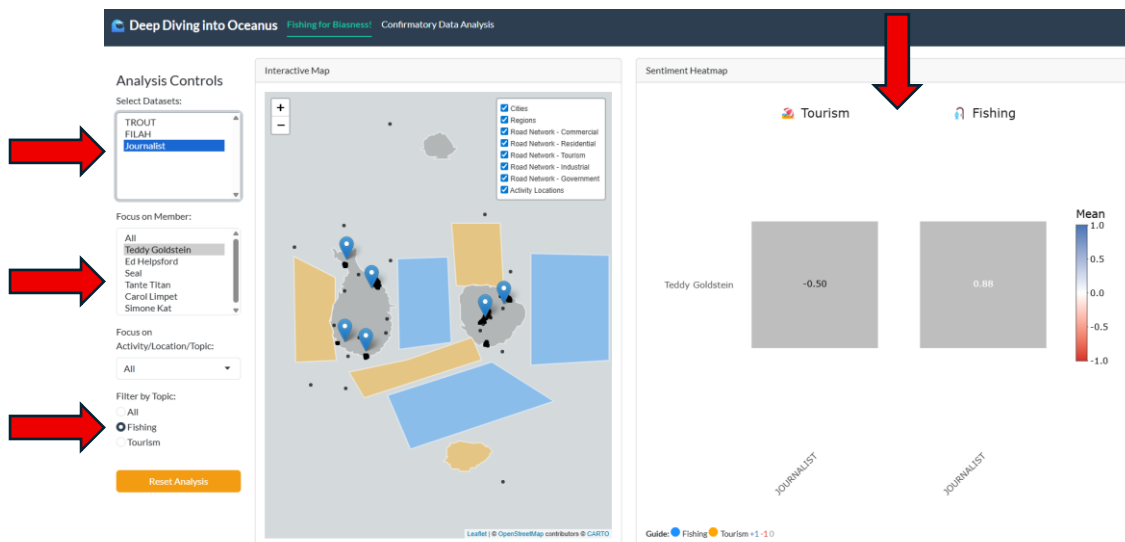 Deep Diving into Oceanus Fishing for Biasness! Confirmatory Data Analysis
Analysis Controls
Select Datasets:
TROUT
FILAH
Journalist
Focus on Member:
All
Teddy Goldstein
Ed Helpsford
Seal
Tante Titan
Carol Limpet
Simone Kat
Focus on
Activity/Location/Topic:
All
Filter by Topic:
All
Fishing
Tourism
Reset Analysis
Interactive Map
+
−
Cities
Regions
Road Network - Commercial
Road Network - Residential
Road Network - Tourism
Road Network - Industrial
Road Network - Government
Activity Locations
Leaflet | © OpenStreetMap contributors © CARTO
Sentiment Heatmap
Tourism Fishing
Teddy Goldstein -0.50 0.88
JOURNALIST JOURNALIST
Mean
1.0
0.5
0.0
-0.5
-1.0
Guide: Fishing Tourism +1 -1 0